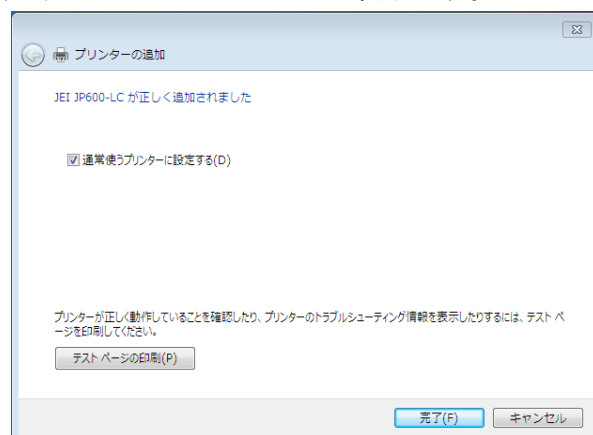 プリンターの追加
JEI JP600-LC が正しく追加されました
通常使うプリンターに設定する(D)
プリンターが正しく動作していることを確認したり、プリンターのトラブルシューティング情報を表示したりするには、テスト ペ
ージを印刷してください。
テスト ページの印刷(P)
完了(F) キャンセル